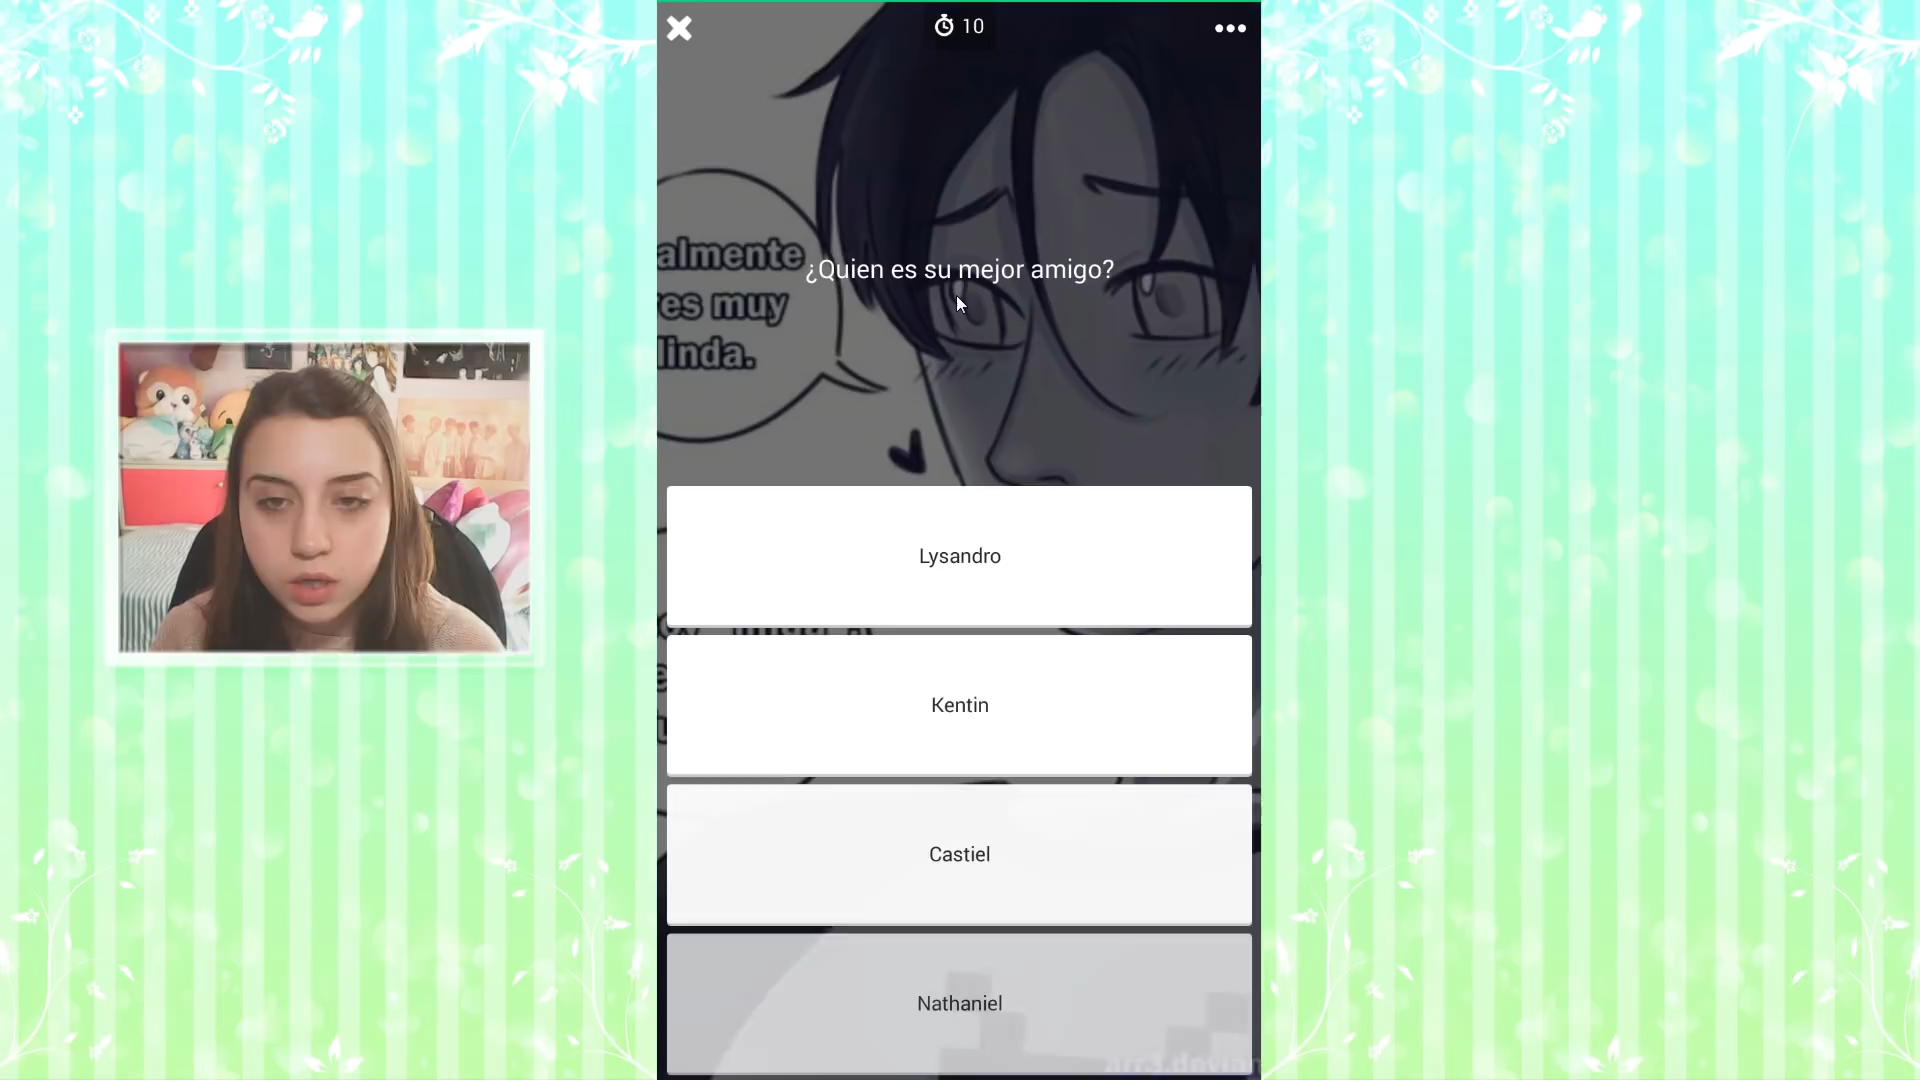 10
almente
es muy
linda.
¿Quien es su mejor amigo?
Lysandro
Kentin
Castiel
Nathaniel